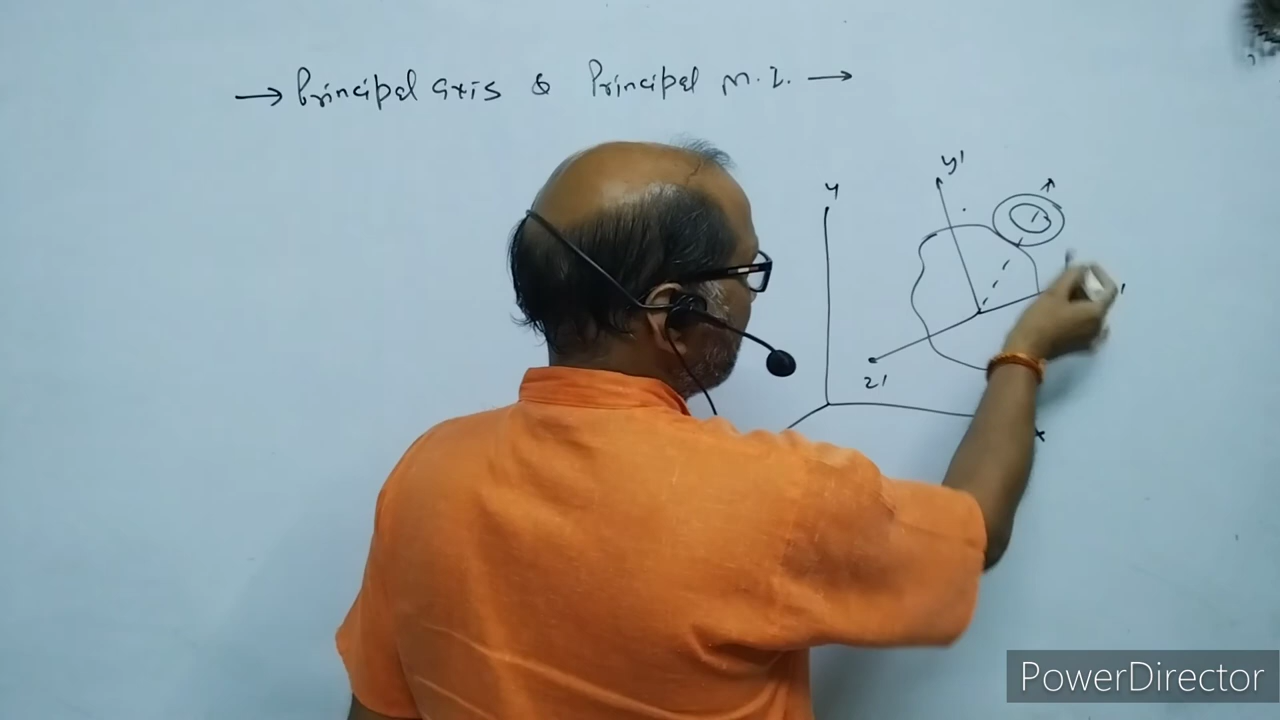 → Principal axis & Principal M.I. →
y'
y
z'
x
PowerDirector